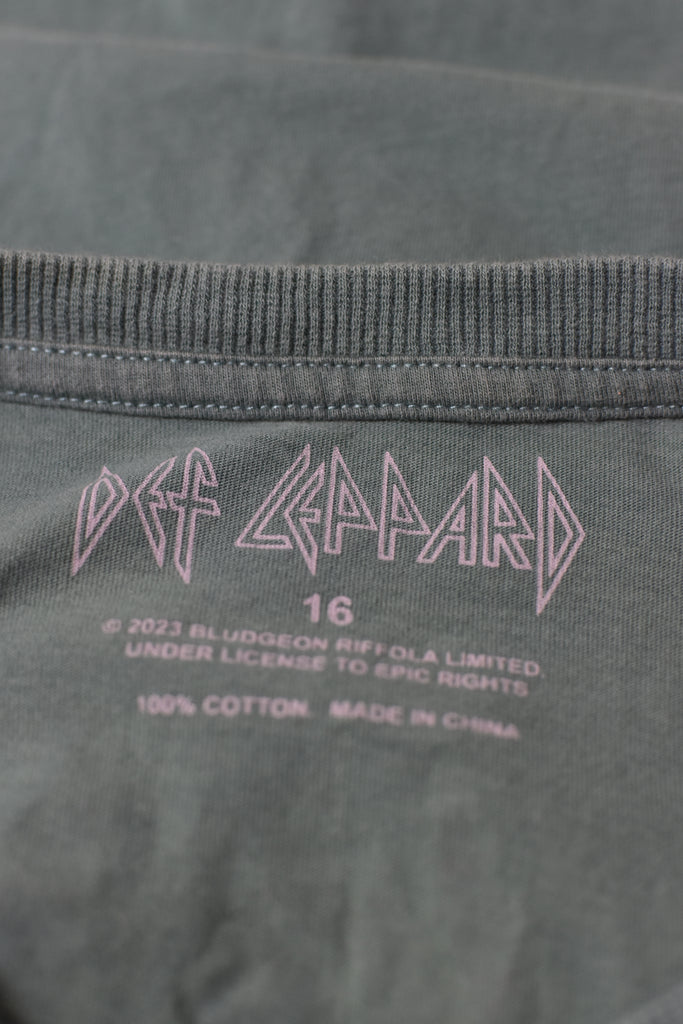 DEF LEPPARD
16
© 2023 BLUDGEON RIFFOLA LIMITED.
UNDER LICENSE TO EPIC RIGHTS
100% COTTON. MADE IN CHINA